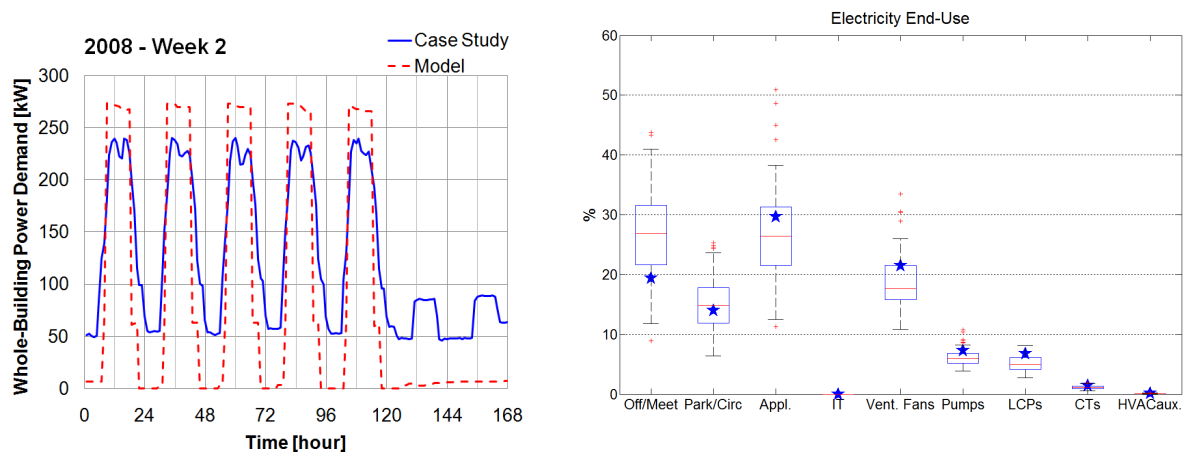 2008 - Week 2
Case Study
Model
Whole-Building Power Demand [kW]
300
250
200
150
100
50
0
0 24 48 72 96 120 144 168
Time [hour]
Electricity End-Use
%
60
50
40
30
20
10
0
Off/Meet Park/Circ Appl. IT Vent. Fans Pumps LCPs CTs HVACaux.